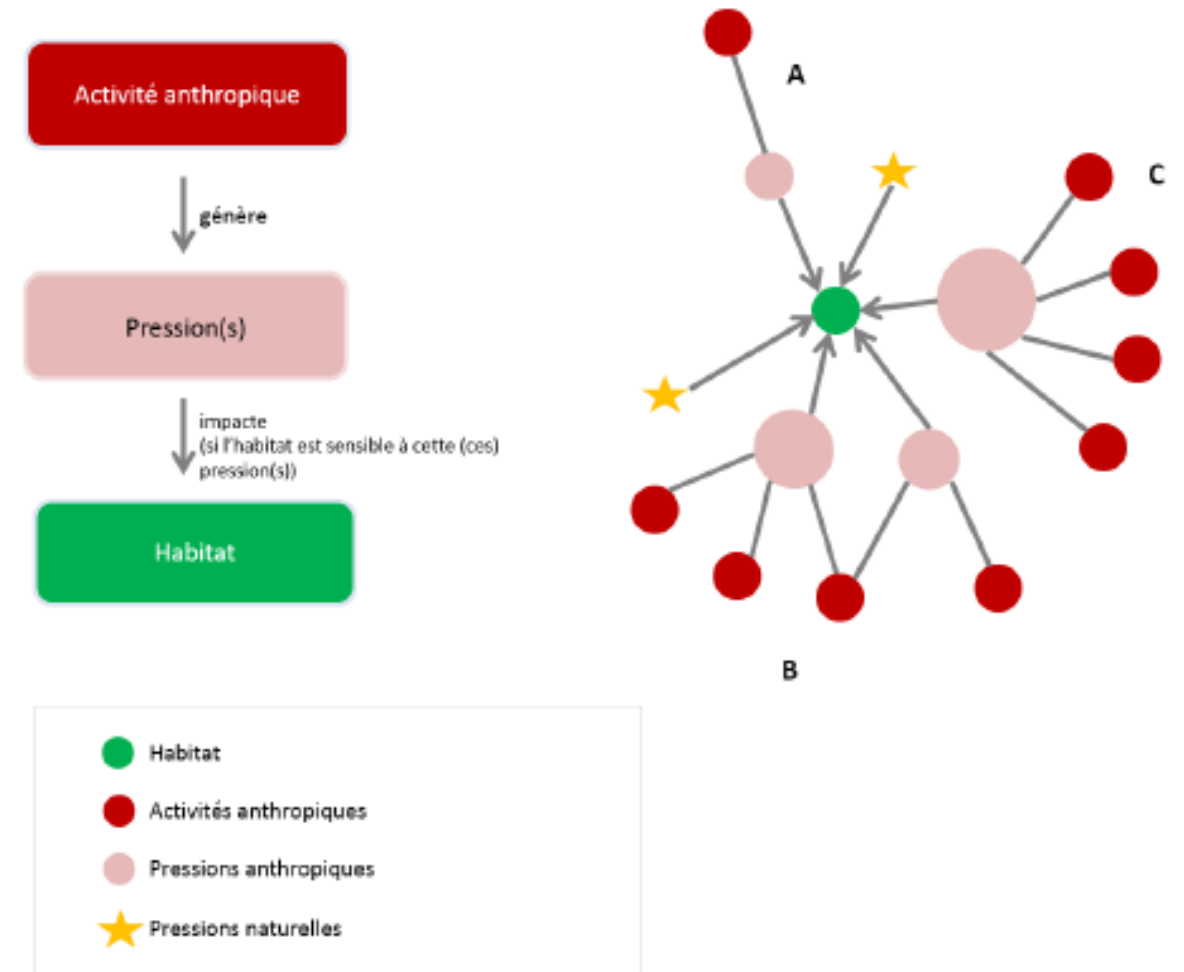 Activité anthropique
génère
Pression(s)
impacte
(si l'habitat est sensible à cette (ces)
pression(s))
Habitat
A
C
B
Habitat
Activités anthropiques
Pressions anthropiques
Pressions naturelles